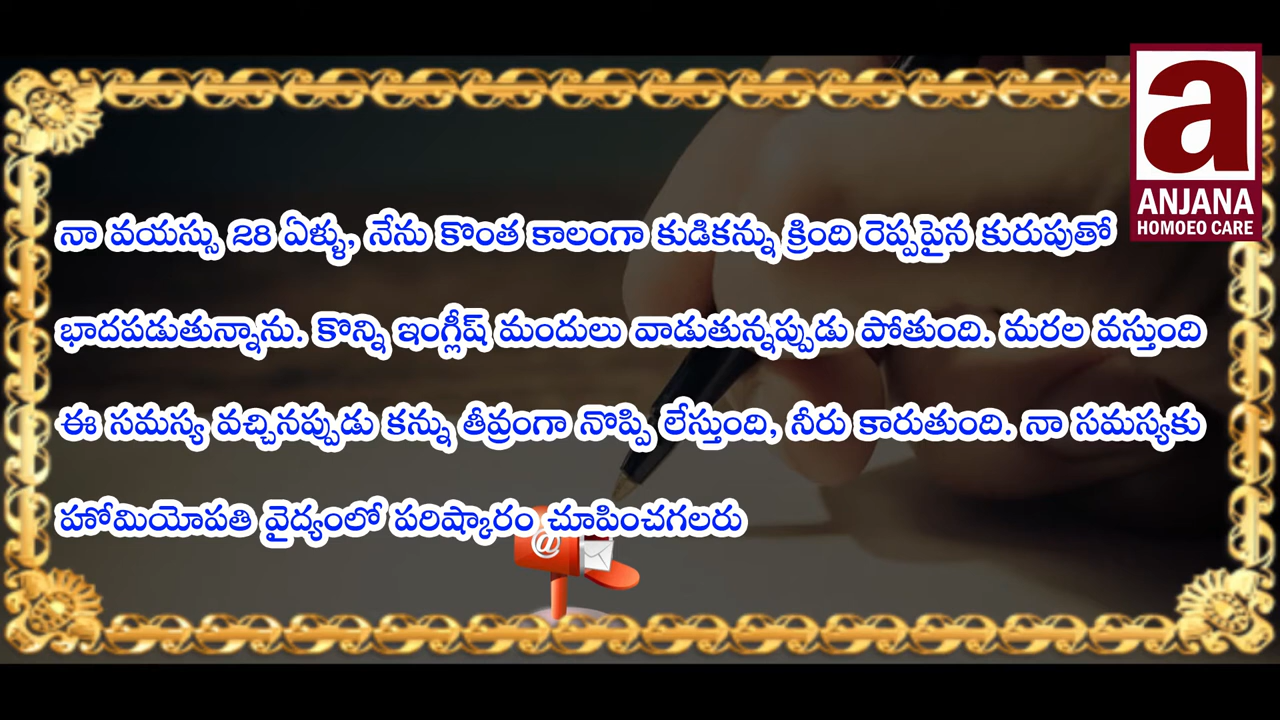 a
ANJANA
HOMOEO CARE
నా వయస్సు 28 ఏళ్ళు, నేను కొంత కాలంగా కుడికన్ను క్రింది రెప్పపైన కురుపుతో
భాదపడుతున్నాను. కొన్ని ఇంగ్లీష్ మందులు వాడుతున్నప్పుడు పోతుంది. మరల వస్తుంది
ఈ సమస్య వచ్చినప్పుడు కన్ను తీవ్రంగా నొప్పి లేస్తుంది, నీరు కారుతుంది. నా సమస్యకు
హోమియోపతి వైద్యంలో పరిష్కారం చూపించగలరు
@